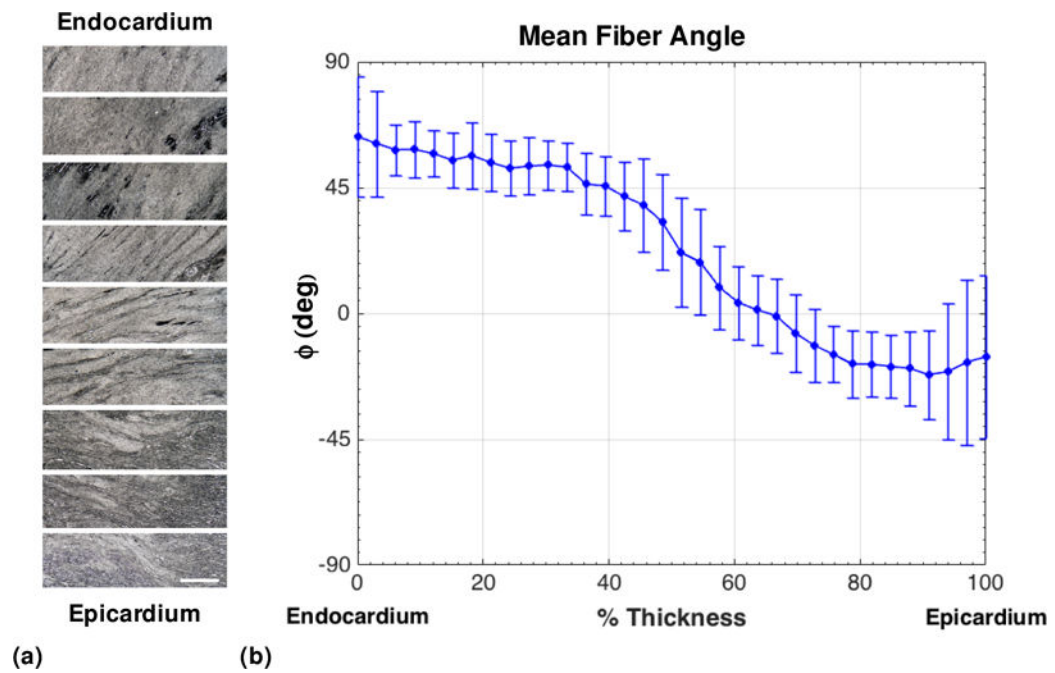 Endocardium
Epicardium
(a)
Mean Fiber Angle
90
45
0
-45
-90
ϕ (deg)
0 20 40 60 80 100
Endocardium % Thickness Epicardium
(b)